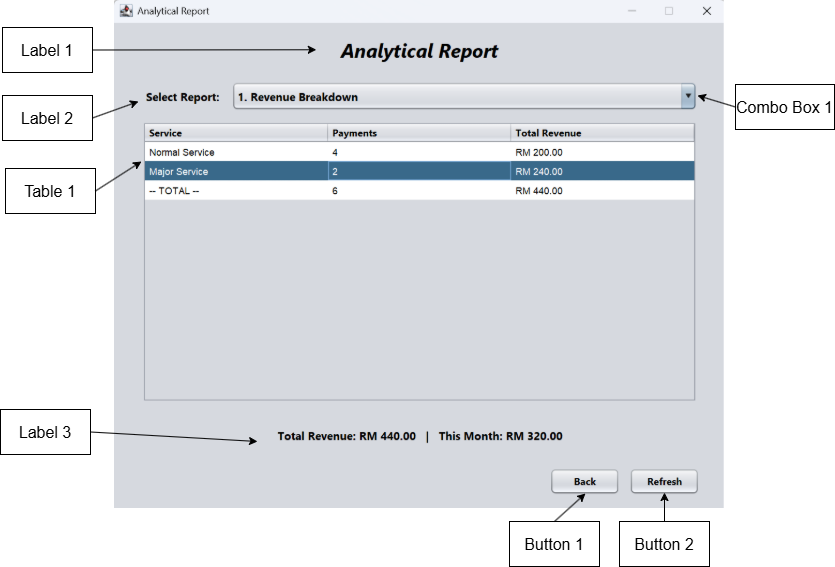 Analytical Report
Label 1
Analytical Report
Label 2
Select Report:
1. Revenue Breakdown
Combo Box 1
Service Payments Total Revenue
Normal Service 4 RM 200.00
Table 1
Major Service 2 RM 240.00
-- TOTAL -- 6 RM 440.00
Label 3
Total Revenue: RM 440.00 | This Month: RM 320.00
Back
Refresh
Button 1
Button 2